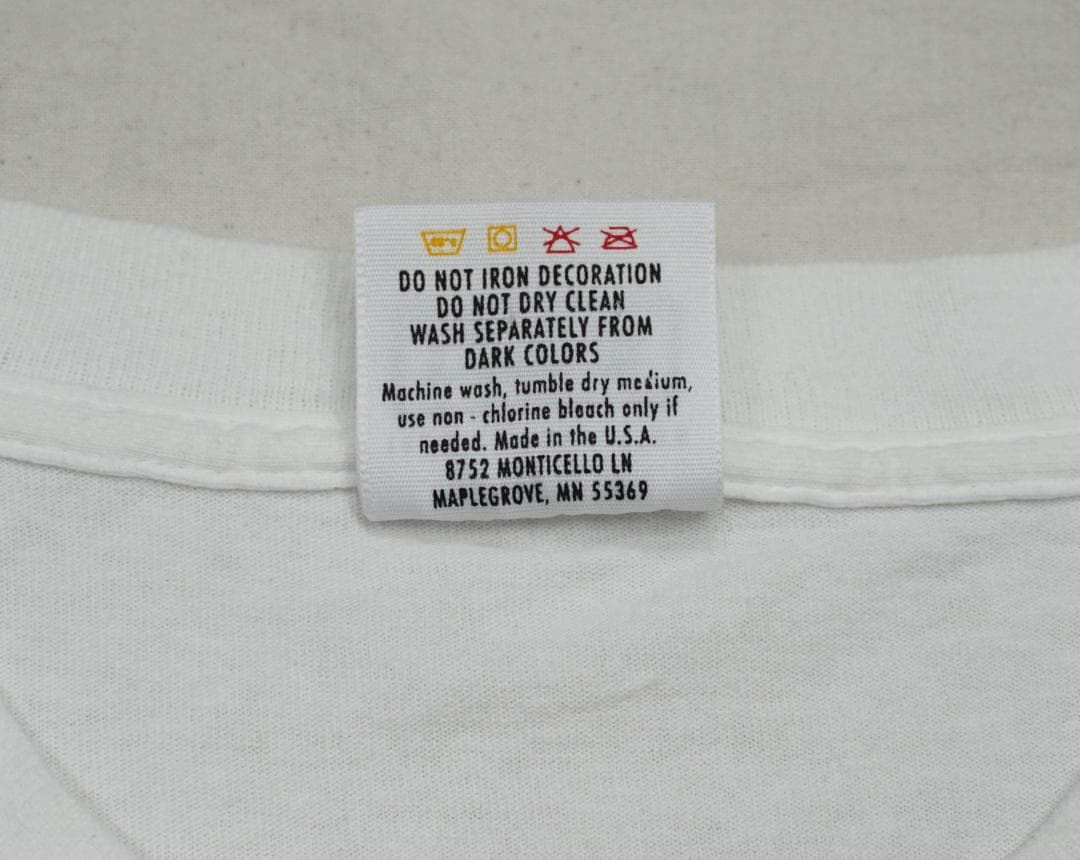 40°c
DO NOT IRON DECORATION
DO NOT DRY CLEAN
WASH SEPARATELY FROM
DARK COLORS
Machine wash, tumble dry medium,
use non - chlorine bleach only if
needed. Made in the U.S.A.
8752 MONTICELLO LN
MAPLEGROVE, MN 55369